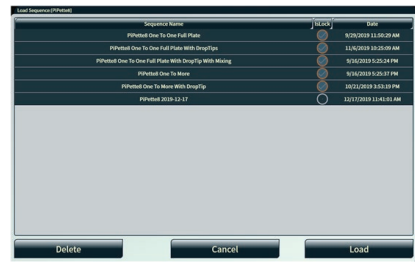 Load Sequence [PiPette8]
Sequence Name IsLock Date
PiPette8 One To One Full Plate 9/29/2019 11:50:29 AM
PiPette8 One To One Full Plate With DropTips 11/6/2019 10:25:09 AM
PiPette8 One To One Full Plate With DropTip With Mixing 9/16/2019 5:25:24 PM
PiPette8 One To More 9/16/2019 5:25:37 PM
PiPette8 One To More With DropTip 10/21/2019 3:53:19 PM
PiPette8 2019-12-17 12/17/2019 11:41:01 AM
Delete Cancel Load